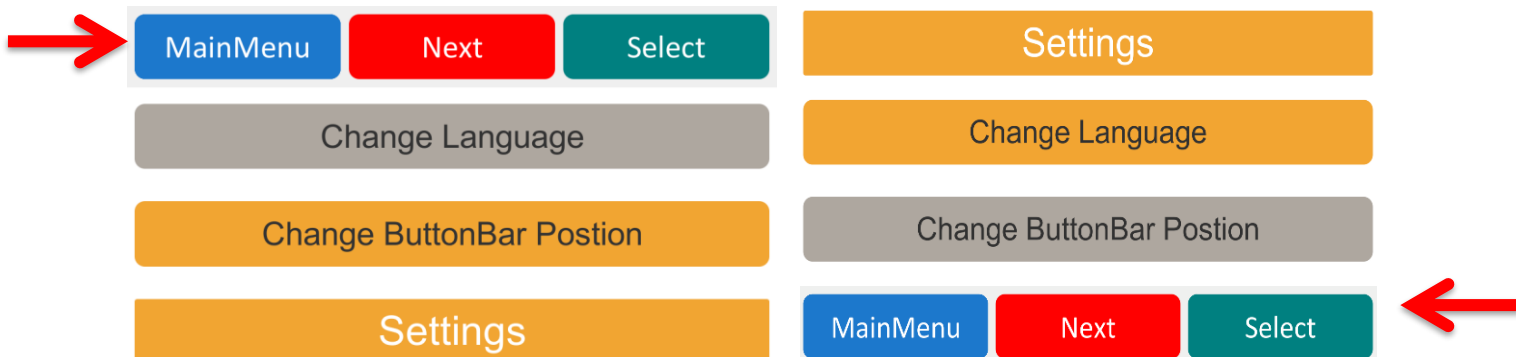 MainMenu Next Select
Change Language
Change ButtonBar Postion
Settings
Settings
Change Language
Change ButtonBar Postion
MainMenu Next Select